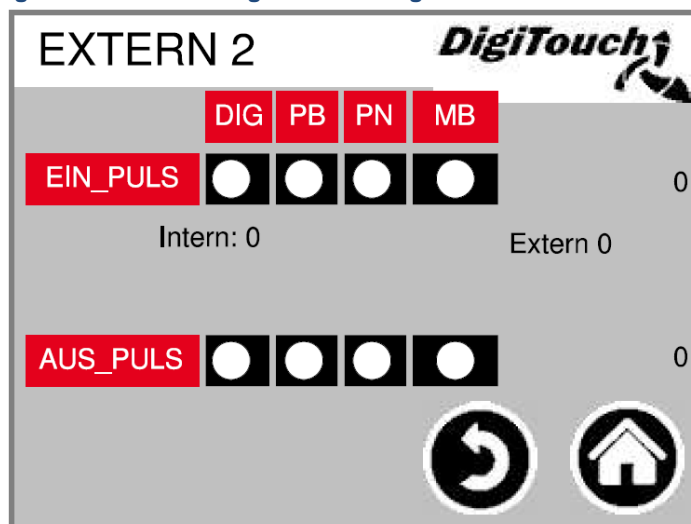 EXTERN 2
DigiTouch
DIG PB PN MB
EIN_PULS 0
Intern: 0 Extern 0
AUS_PULS 0